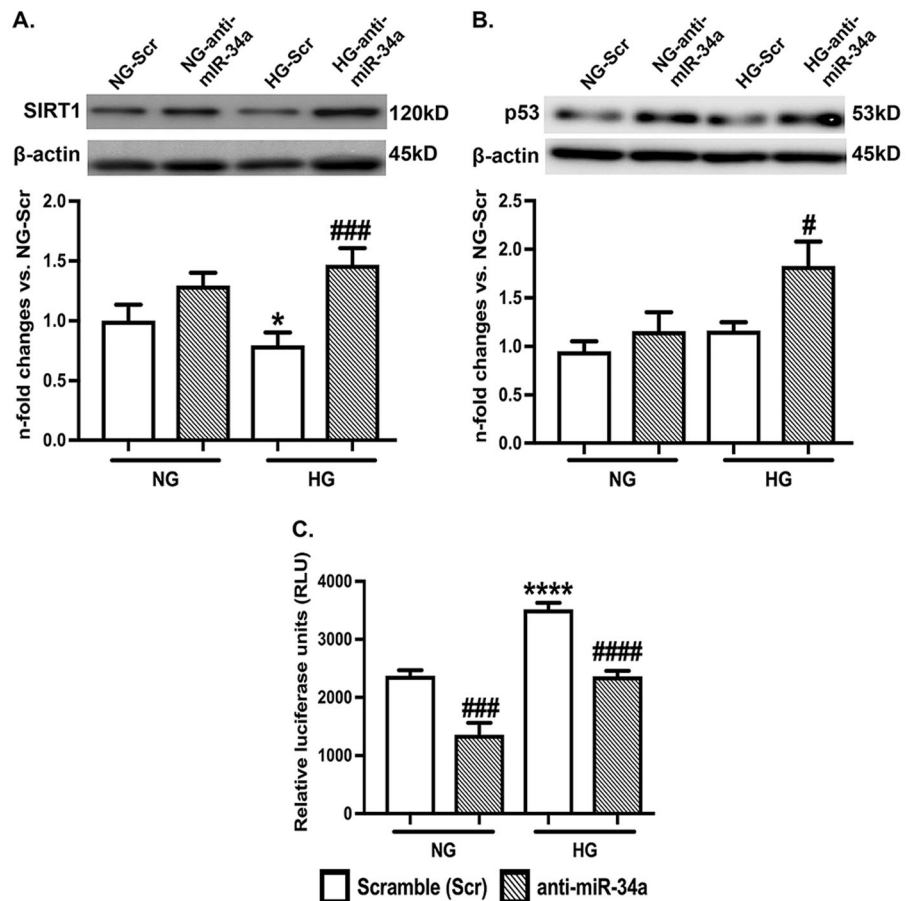 A.
NG-Scr
NG-anti-
miR-34a
HG-Scr
HG-anti-
miR-34a
SIRT1
120kD
β-actin
45kD
n-fold changes vs. NG-Scr
2.0
1.5
1.0
0.5
0.0
*
###
NG
HG
B.
NG-Scr
NG-anti-
miR-34a
HG-Scr
HG-anti-
miR-34a
p53
53kD
β-actin
45kD
n-fold changes vs. NG-Scr
2.5
2.0
1.5
1.0
0.5
0.0
#
NG
HG
C.
Relative luciferase units (RLU)
4000
3000
2000
1000
0
###
****
####
NG
HG
Scramble (Scr)
anti-miR-34a